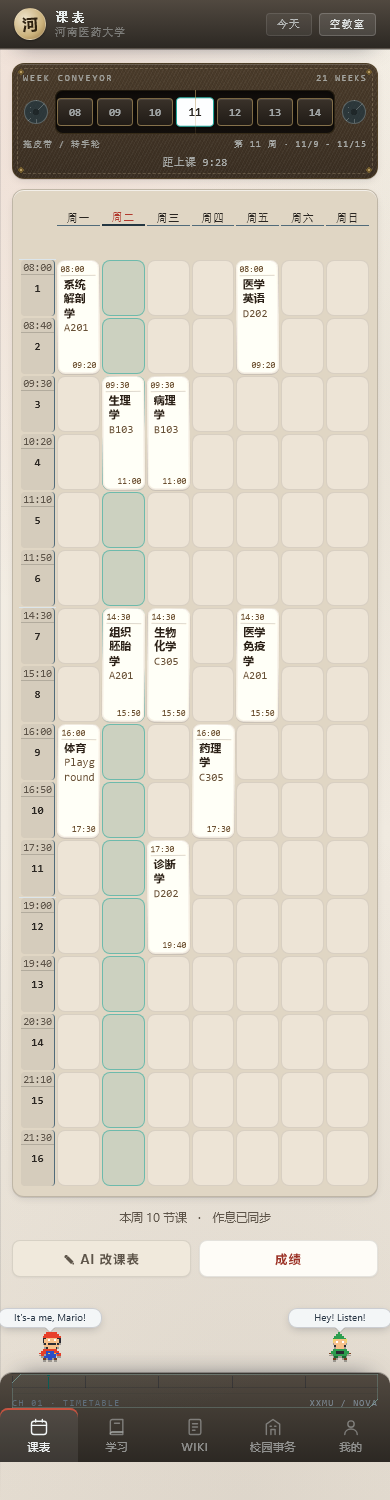 河
课表
河南医药大学
今天
空教室
WEEK CONVEYOR
21 WEEKS
08
09
10
11
12
13
14
拖皮带 / 转手轮
第 11 周 · 11/9 - 11/15
距上课 9:28
周一
周二
周三
周四
周五
周六
周日
08:00
1
08:00
系统
解剖
学
A201
09:20
08:00
医学
英语
D202
09:20
08:40
2
09:30
3
09:30
生理
学
B103
11:00
09:30
病理
学
B103
11:00
10:20
4
11:10
5
11:50
6
14:30
7
14:30
组织
胚胎
学
A201
15:50
14:30
生物
化学
C305
15:50
14:30
医学
免疫
学
A201
15:50
15:10
8
16:00
9
16:00
体育
Playg
round
17:30
16:00
药理
学
C305
17:30
16:50
10
17:30
11
17:30
诊断
学
D202
19:40
19:00
12
19:40
13
20:30
14
21:10
15
21:30
16
本周 10 节课 · 作息已同步
AI 改课表
成绩
It's-a me, Mario!
Hey! Listen!
CH 01 · TIMETABLE
XXMU / NOVA
课表
学习
WIKI
校园事务
我的